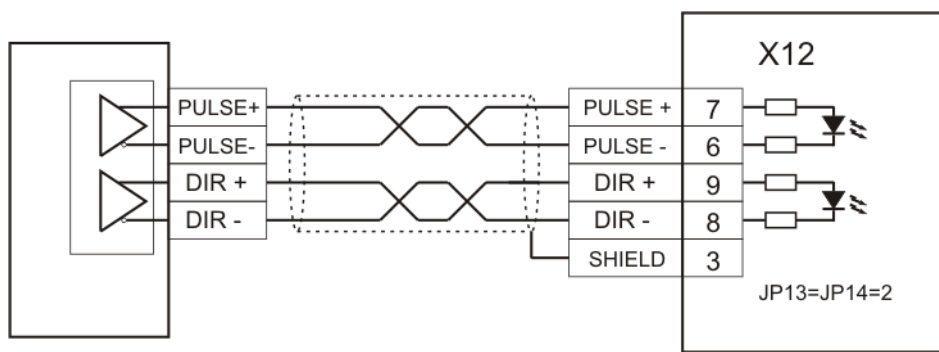 X12
PULSE+ PULSE + 7
PULSE- PULSE - 6
DIR + DIR + 9
DIR - DIR - 8
SHIELD 3
JP13=JP14=2